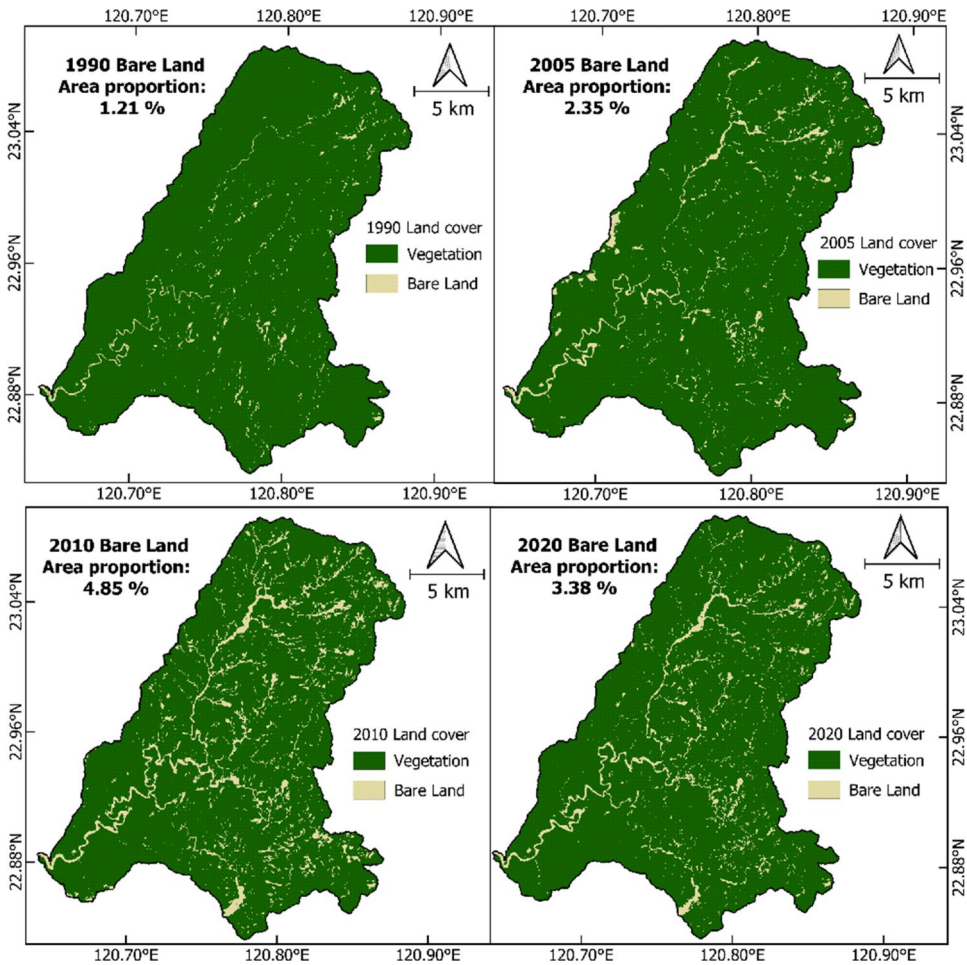 120.70°E 120.80°E 120.90°E
120.70°E 120.80°E 120.90°E
1990 Bare Land
Area proportion:
1.21 %
5 km
23.04°N
22.96°N
22.88°N
1990 Land cover
Vegetation
Bare Land
120.70°E 120.80°E 120.90°E
2005 Bare Land
Area proportion:
2.35 %
5 km
23.04°N
22.96°N
22.88°N
2005 Land cover
Vegetation
Bare Land
120.70°E 120.80°E 120.90°E
2010 Bare Land
Area proportion:
4.85 %
5 km
23.04°N
22.96°N
22.88°N
2010 Land cover
Vegetation
Bare Land
120.70°E 120.80°E 120.90°E
2020 Bare Land
Area proportion:
3.38 %
5 km
23.04°N
22.96°N
22.88°N
2020 Land cover
Vegetation
Bare Land
120.70°E 120.80°E 120.90°E